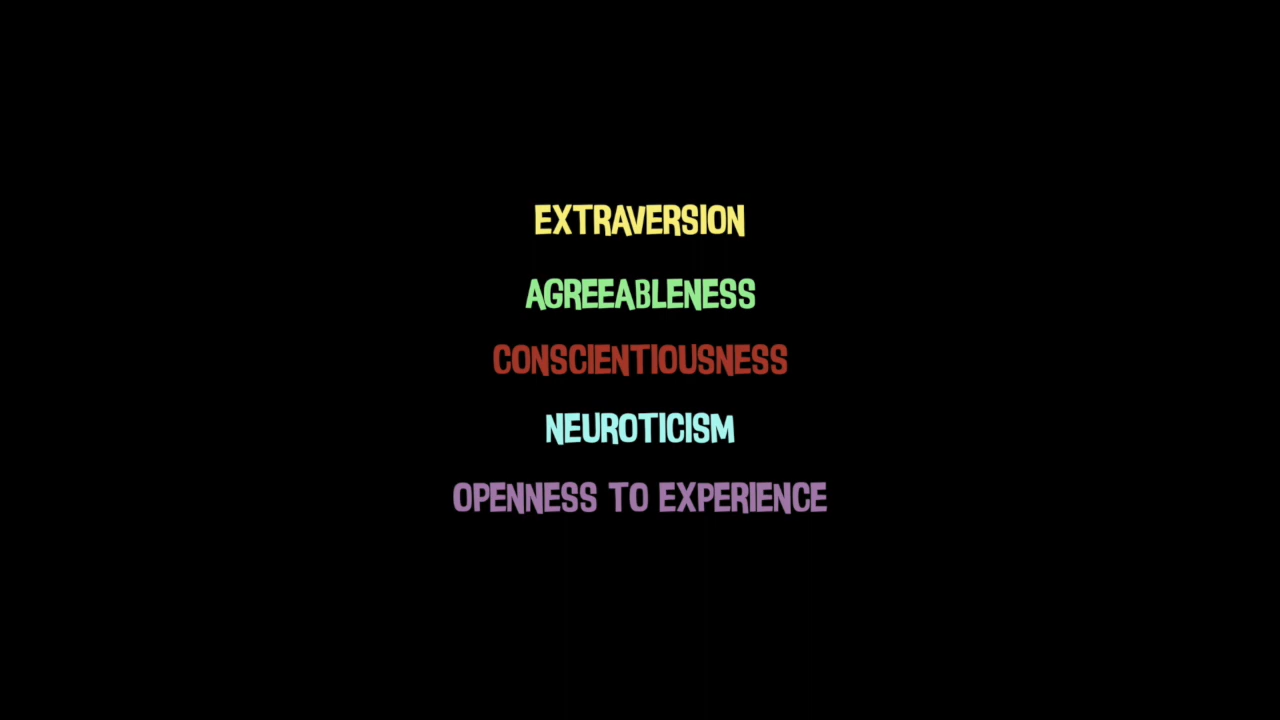 EXTRAVERSION
AGREEABLENESS
CONSCIENTIOUSNESS
NEUROTICISM
OPENNESS TO EXPERIENCE